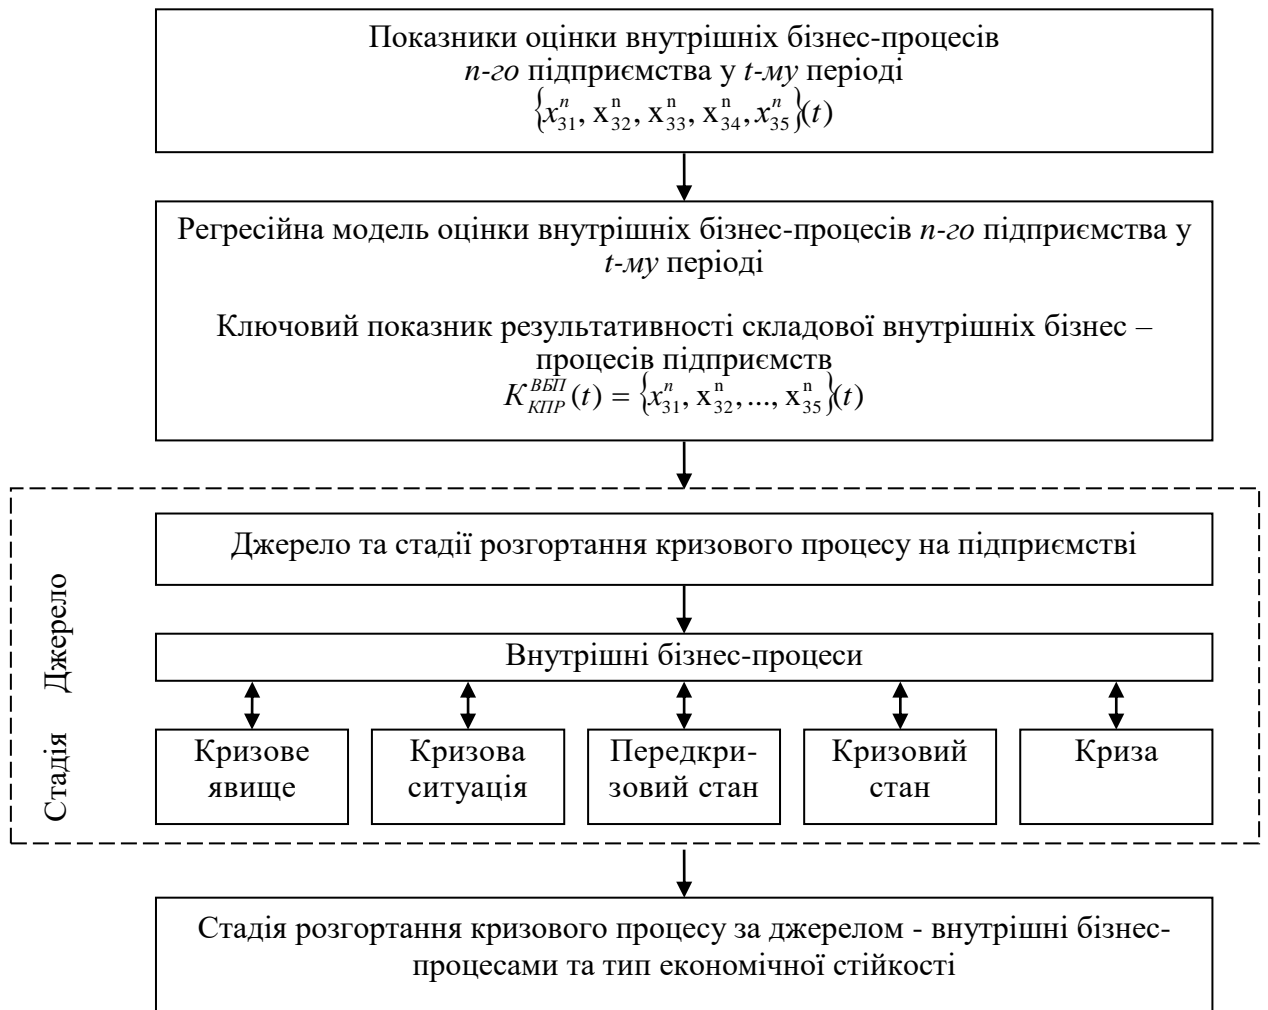 Показники оцінки внутрішніх бізнес-процесів
n-го підприємства у t-му періоді
{x₃₁ⁿ, x₃₂ⁿ, x₃₃ⁿ, x₃₄ⁿ, x₃₅ⁿ}(t)
Регресійна модель оцінки внутрішніх бізнес-процесів n-го підприємства у
t-му періоді
Ключовий показник результативності складової внутрішніх бізнес –
процесів підприємств
K_{КПР}^{ВБП}(t) = {x₃₁ⁿ, x₃₂ⁿ,..., x₃₅ⁿ}(t)
Джерело та стадії розгортання кризового процесу на підприємстві
Джерело
Внутрішні бізнес-процеси
Стадія
Кризове
явище
Кризова
ситуація
Передкри-
зовий стан
Кризовий
стан
Криза
Стадія розгортання кризового процесу за джерелом - внутрішні бізнес-
процесами та тип економічної стійкості